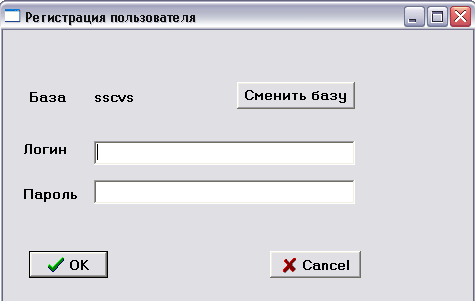 Регистрация пользователя
База sscvs Сменить базу
Логин
Пароль
OK Cancel